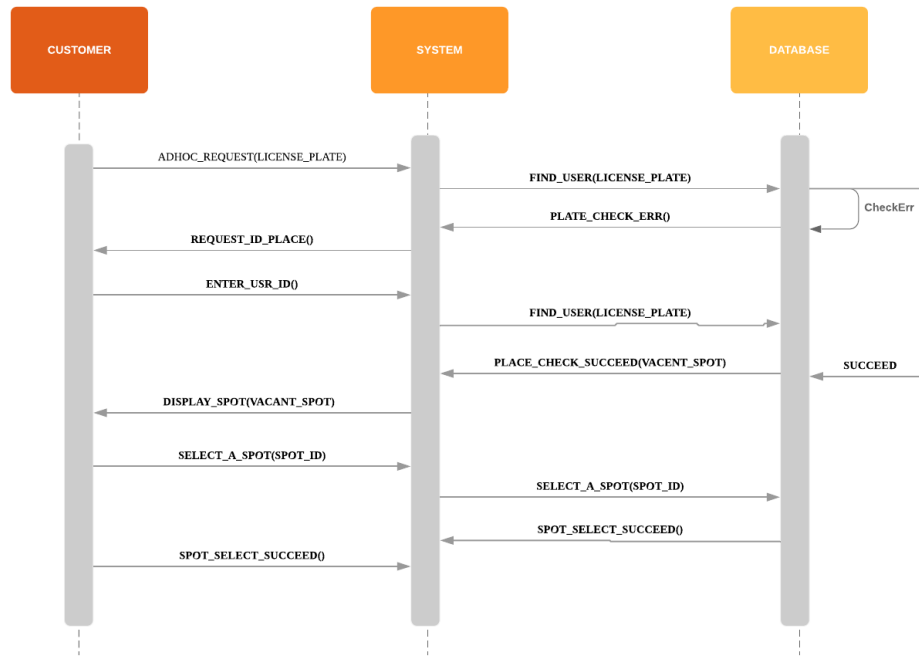 CUSTOMER
SYSTEM
DATABASE
ADHOC_REQUEST(LICENSE_PLATE)
FIND_USER(LICENSE_PLATE)
CheckErr
PLATE_CHECK_ERR()
REQUEST_ID_PLACE()
ENTER_USR_ID()
FIND_USER(LICENSE_PLATE)
PLACE_CHECK_SUCCEED(VACENT_SPOT)
SUCCEED
DISPLAY_SPOT(VACANT_SPOT)
SELECT_A_SPOT(SPOT_ID)
SELECT_A_SPOT(SPOT_ID)
SPOT_SELECT_SUCCEED()
SPOT_SELECT_SUCCEED()